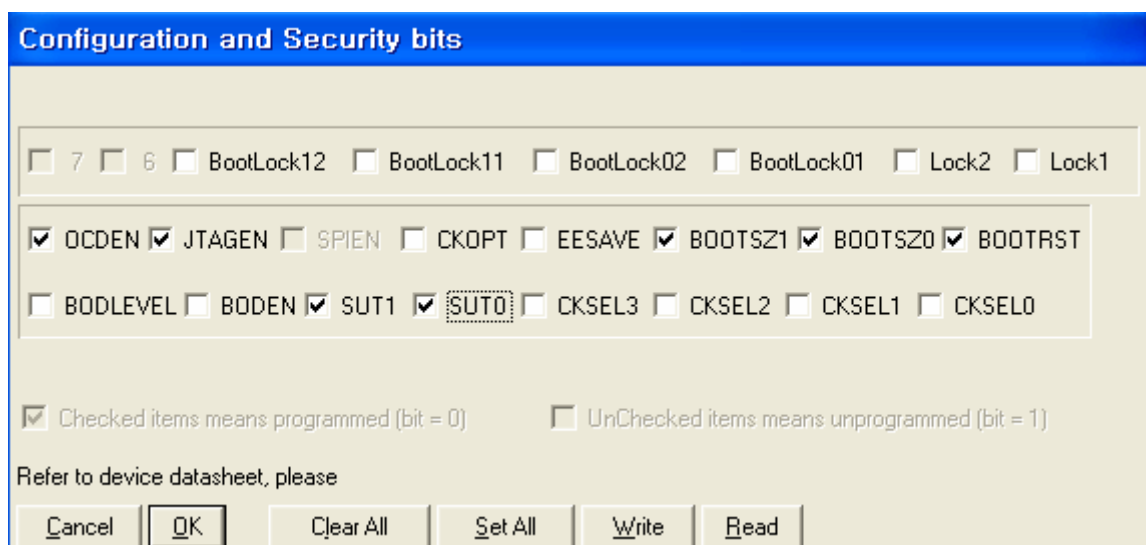 Configuration and Security bits
7 6 BootLock12 BootLock11 BootLock02 BootLock01 Lock2 Lock1
OCDEN JTAGEN SPIEN CKOPT EESAVE BOOTSZ1 BOOTSZ0 BOOTRST
BODLEVEL BODEN SUT1 SUT0 CKSEL3 CKSEL2 CKSEL1 CKSEL0
Checked items means programmed (bit = 0) UnChecked items means unprogrammed (bit = 1)
Refer to device datasheet, please
Cancel OK Clear All Set All Write Read